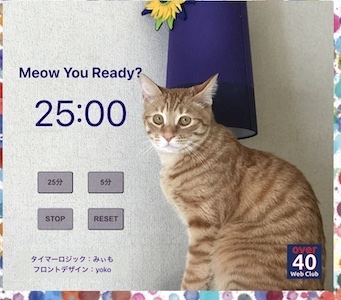 Meow You Ready?
25:00
25分
5分
STOP
RESET
タイマーロジック：みぃも
フロントデザイン：yoko
over
40
Web Club